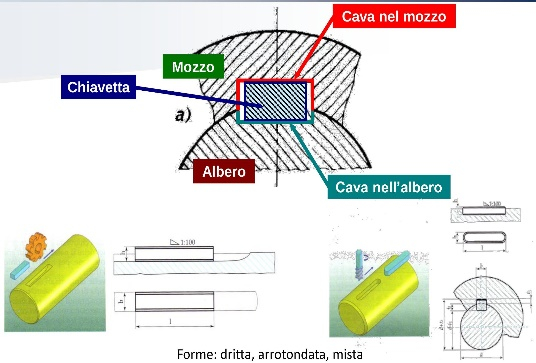 Cava nel mozzo
Mozzo
Chiavetta
a)
Albero
Cava nell'albero
1:100
1:100
h
b
l
Forme: dritta, arrotondata, mista